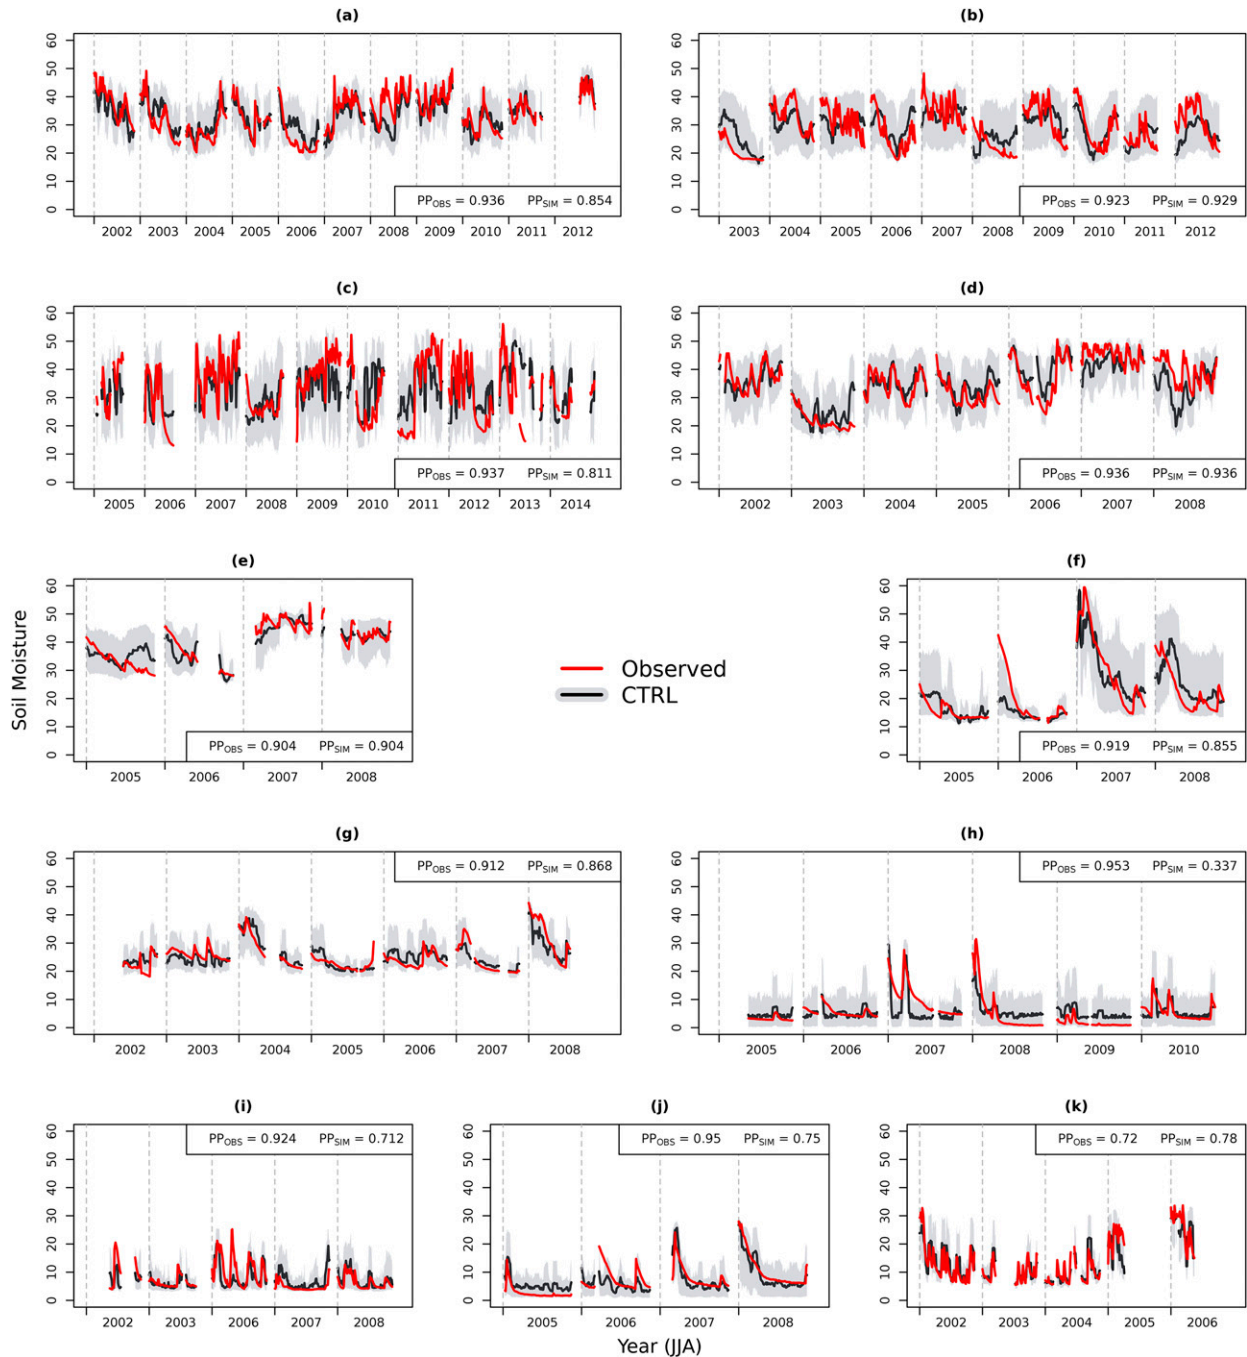 (a)
60
50
40
30
20
10
0
PP_OBS = 0.936 PP_SIM = 0.854
2002 2003 2004 2005 2006 2007 2008 2009 2010 2011 2012
(b)
60
50
40
30
20
10
0
PP_OBS = 0.923 PP_SIM = 0.929
2003 2004 2005 2006 2007 2008 2009 2010 2011 2012
(c)
60
50
40
30
20
10
0
PP_OBS = 0.937 PP_SIM = 0.811
2005 2006 2007 2008 2009 2010 2011 2012 2013 2014
(d)
60
50
40
30
20
10
0
PP_OBS = 0.936 PP_SIM = 0.936
2002 2003 2004 2005 2006 2007 2008
Soil Moisture
(e)
60
50
40
30
20
10
0
PP_OBS = 0.904 PP_SIM = 0.904
2005 2006 2007 2008
Observed
CTRL
(f)
60
50
40
30
20
10
0
PP_OBS = 0.919 PP_SIM = 0.855
2005 2006 2007 2008
(g)
60
50
40
30
20
10
0
PP_OBS = 0.912 PP_SIM = 0.868
2002 2003 2004 2005 2006 2007 2008
(h)
60
50
40
30
20
10
0
PP_OBS = 0.953 PP_SIM = 0.337
2005 2006 2007 2008 2009 2010
(i)
60
50
40
30
20
10
0
PP_OBS = 0.924 PP_SIM = 0.712
2002 2003 2006 2007 2008
(j)
60
50
40
30
20
10
0
PP_OBS = 0.95 PP_SIM = 0.75
2005 2006 2007 2008
(k)
60
50
40
30
20
10
0
PP_OBS = 0.72 PP_SIM = 0.78
2002 2003 2004 2005 2006
Year (JJA)